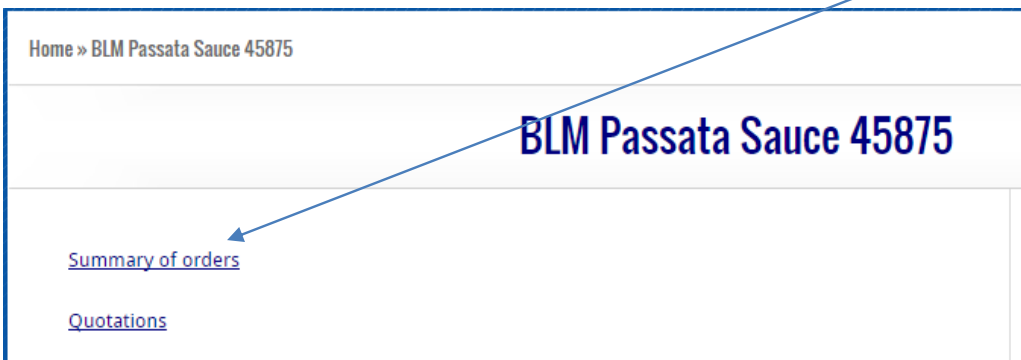 Home » BLM Passata Sauce 45875
BLM Passata Sauce 45875
Summary of orders
Quotations